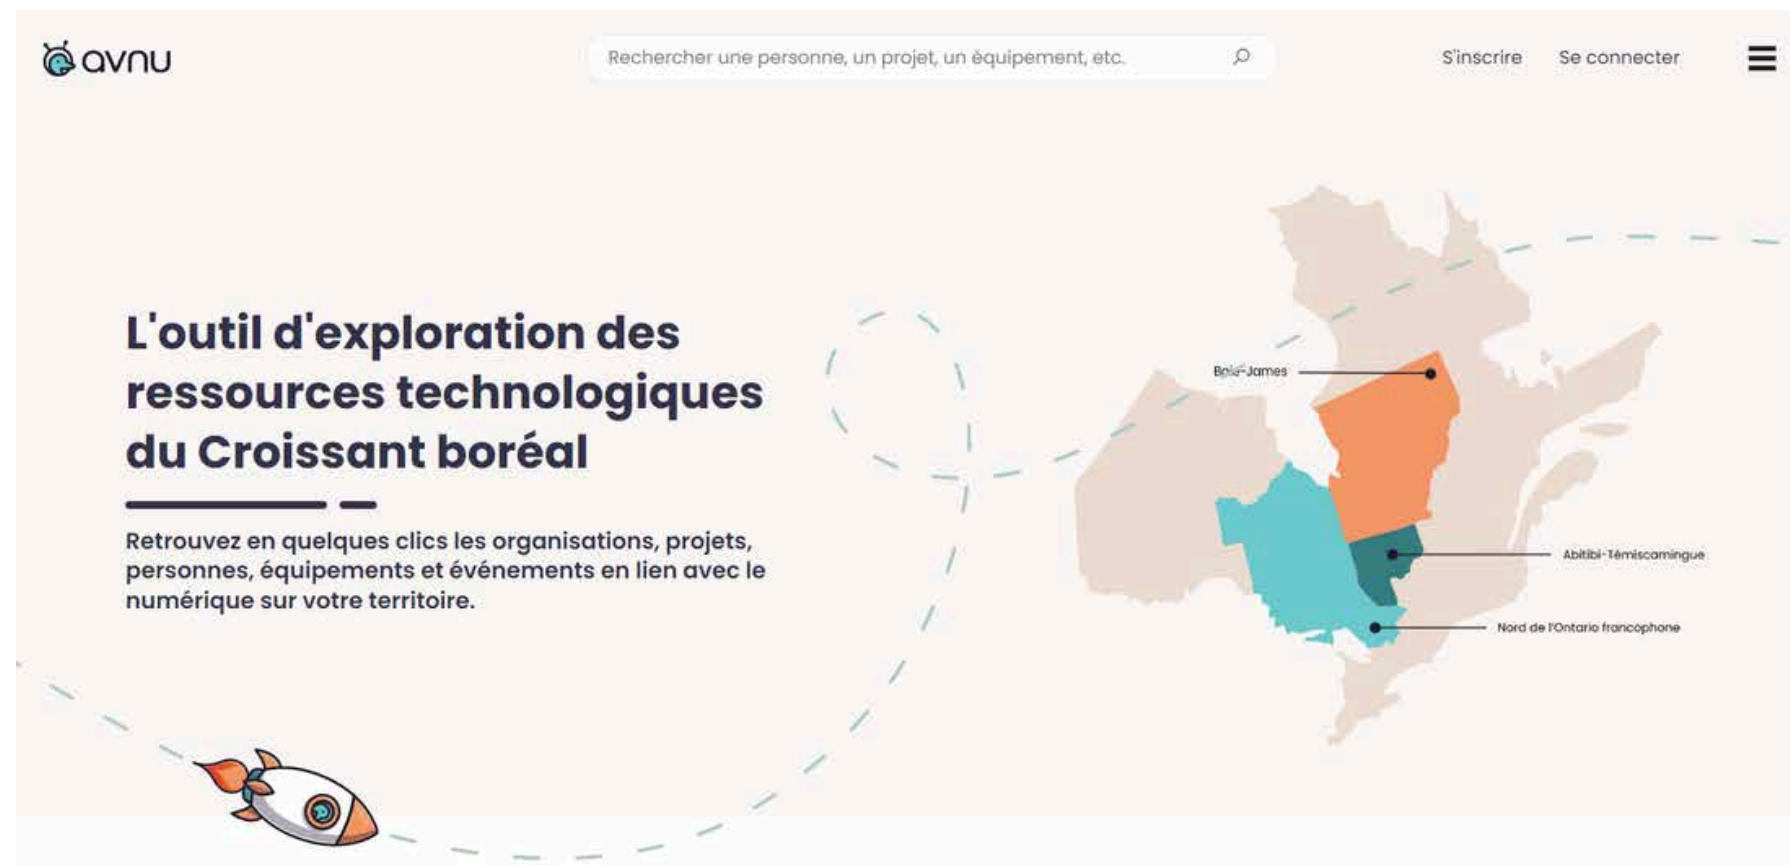 avnu
Rechercher une personne, un projet, un équipement, etc.
S'inscrire
Se connecter
L'outil d'exploration des
ressources technologiques
du Croissant boréal
Retrouvez en quelques clics les organisations, projets,
personnes, équipements et événements en lien avec le
numérique sur votre territoire.
Baie-James
Abitibi-Témiscamingue
Nord de l'Ontario francophone